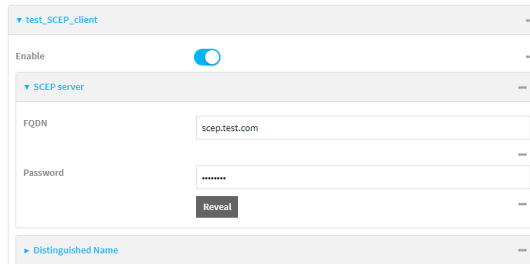 test_SCEP_client
Enable
SCEP server
FQDN
scep.test.com
Password
••••••••
Reveal
Distinguished Name